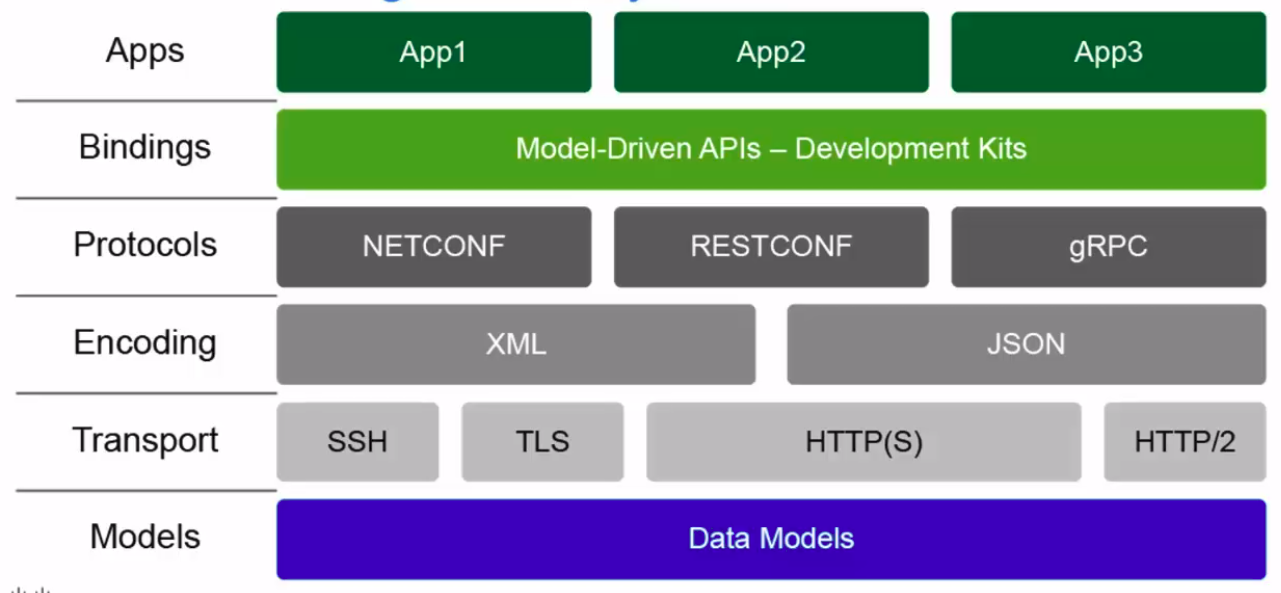 Apps App1 App2 App3
Bindings Model-Driven APIs – Development Kits
Protocols NETCONF RESTCONF gRPC
Encoding XML JSON
Transport SSH TLS HTTP(S) HTTP/2
Models Data Models